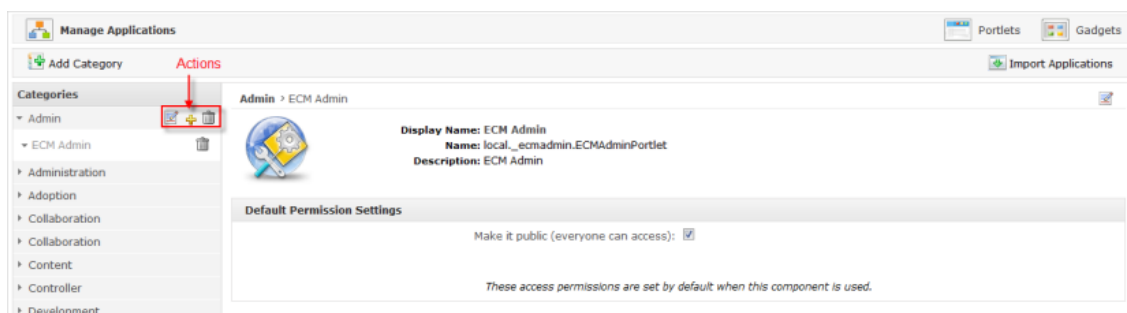 Manage Applications
Portlets
Gadgets
Add Category
Actions
Import Applications
Categories
Admin > ECM Admin
Admin
Display Name: ECM Admin
Name: local._ecmadmin.ECMAdminPortlet
Description: ECM Admin
ECM Admin
Administration
Adoption
Collaboration
Default Permission Settings
Collaboration
Make it public (everyone can access):
Content
Controller
These access permissions are set by default when this component is used.
Development